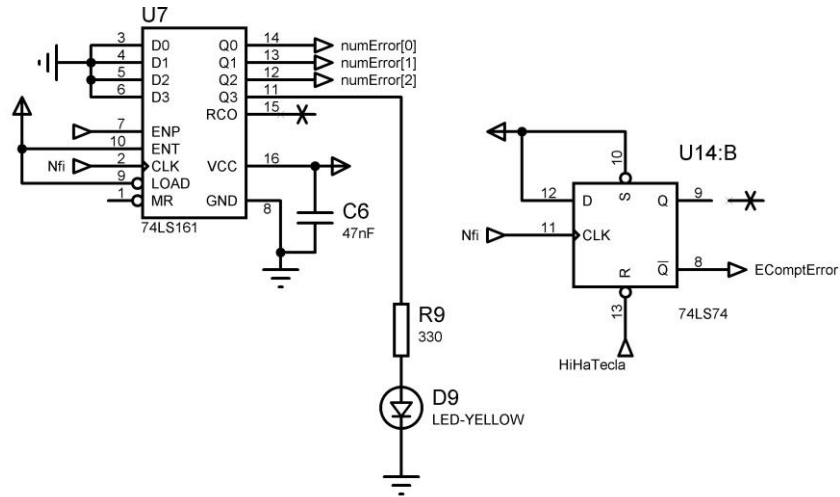 U7
3 D0 Q0 14 numError[0]
4 D1 Q1 13 numError[1]
5 D2 Q2 12 numError[2]
6 D3 Q3 11
RCO 15
7 ENP
10 ENT
Nfi 2 CLK VCC 16
9 LOAD
1 MR GND 8
74LS161
C6
47nF
R9
330
D9
LED-YELLOW
U14:B
10
12 D S Q 9
Nfi 11 CLK
R Q 8 EComptError
13
74LS74
HiHaTecla